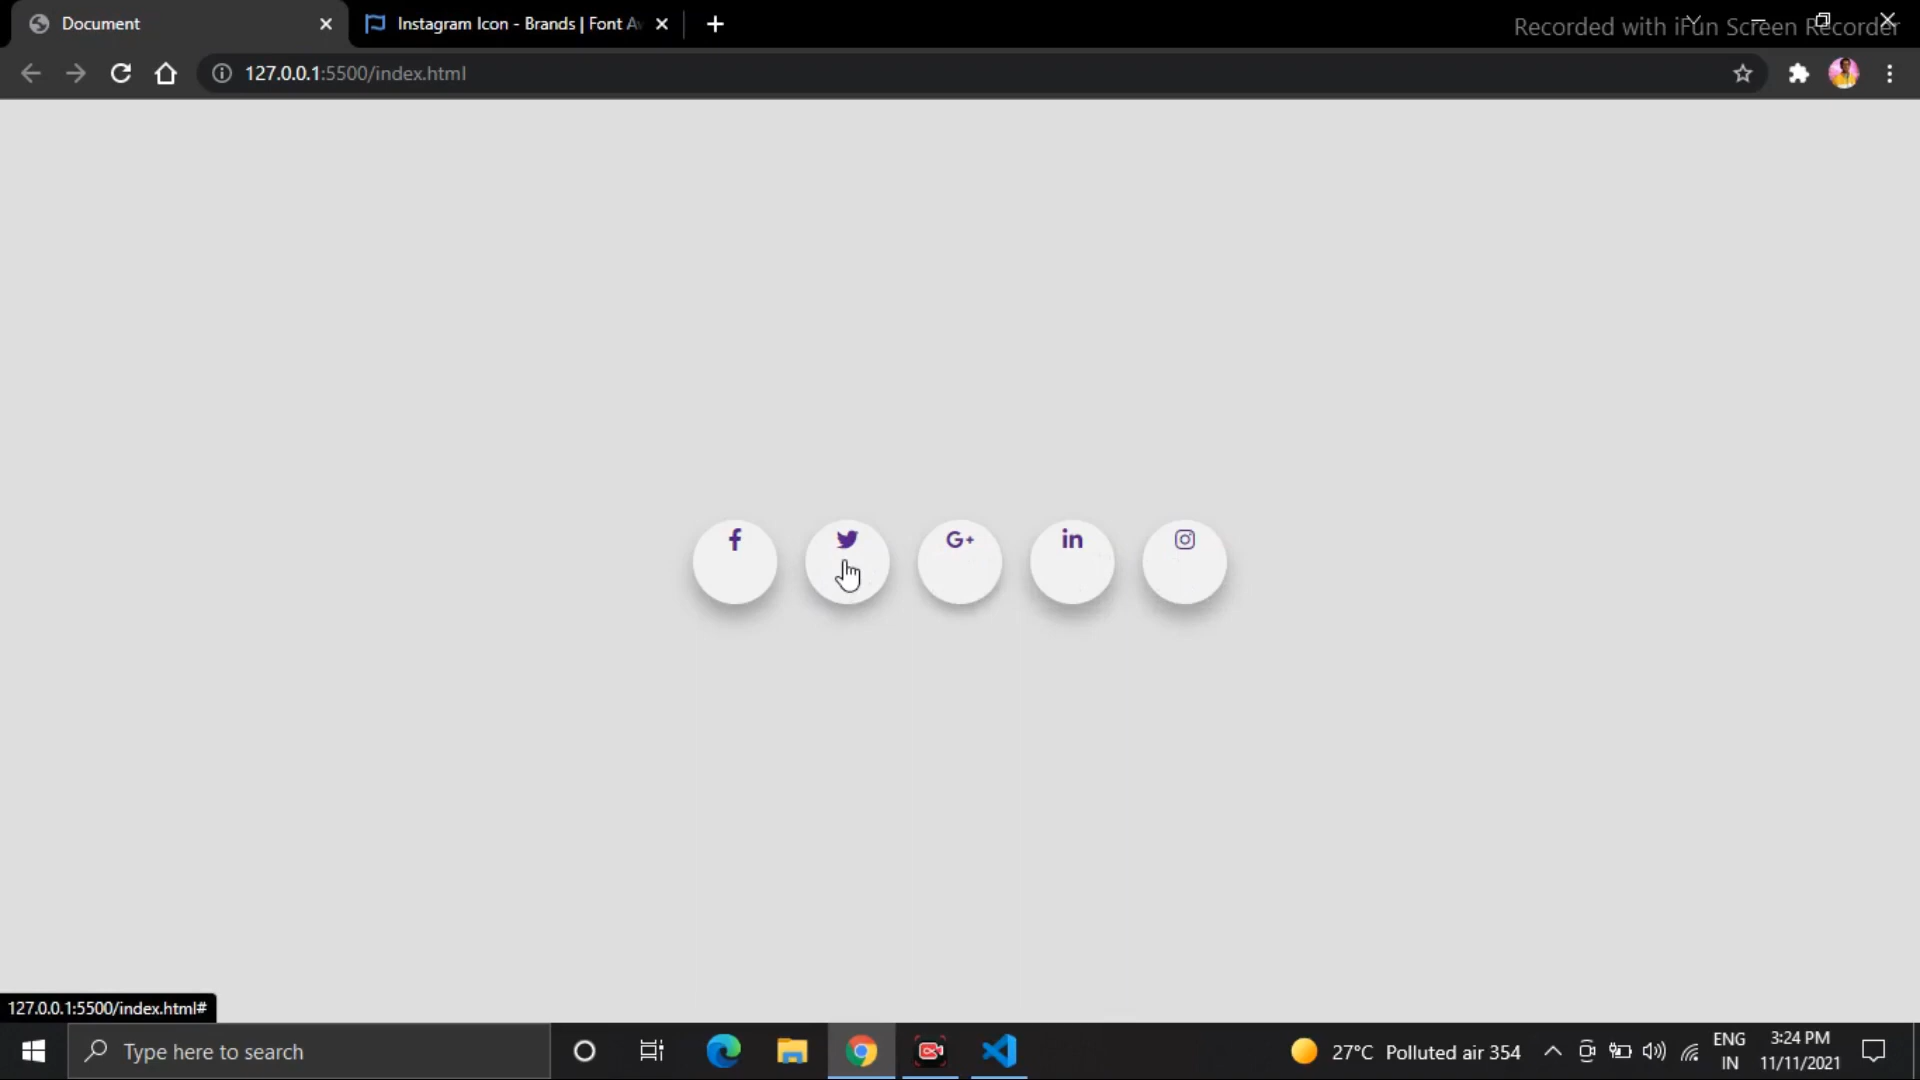 Document
Instagram Icon - Brands | Font A
Recorded with iFun Screen Recorder
127.0.0.1:5500/index.html
f
G+
in
127.0.0.1:5500/index.html#
Type here to search
27°C Polluted air 354
ENG
IN
3:24 PM
11/11/2021